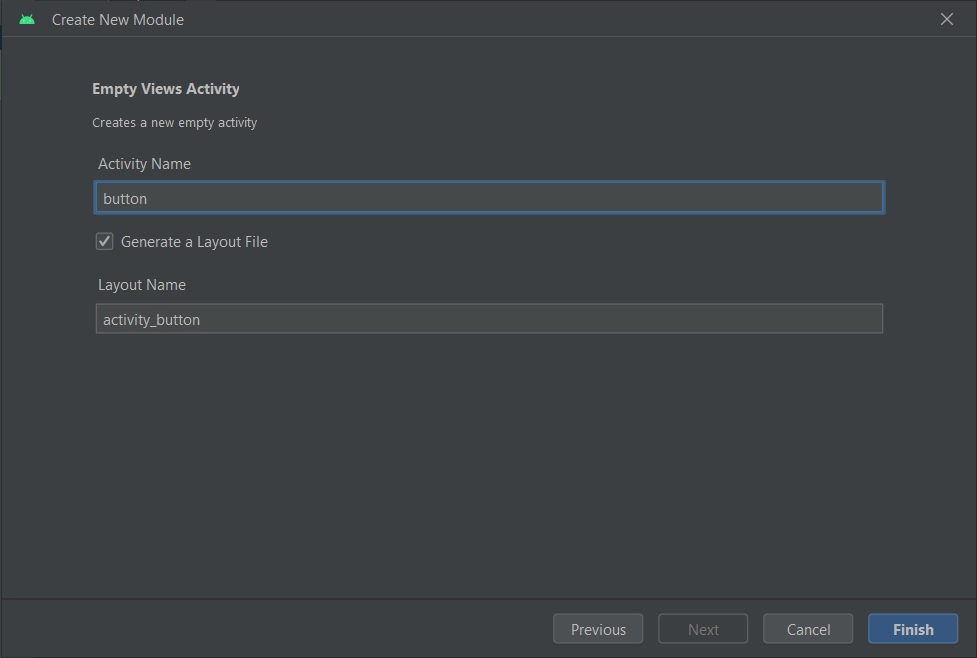 Create New Module
Empty Views Activity
Creates a new empty activity
Activity Name
button
Generate a Layout File
Layout Name
activity_button
Previous
Next
Cancel
Finish